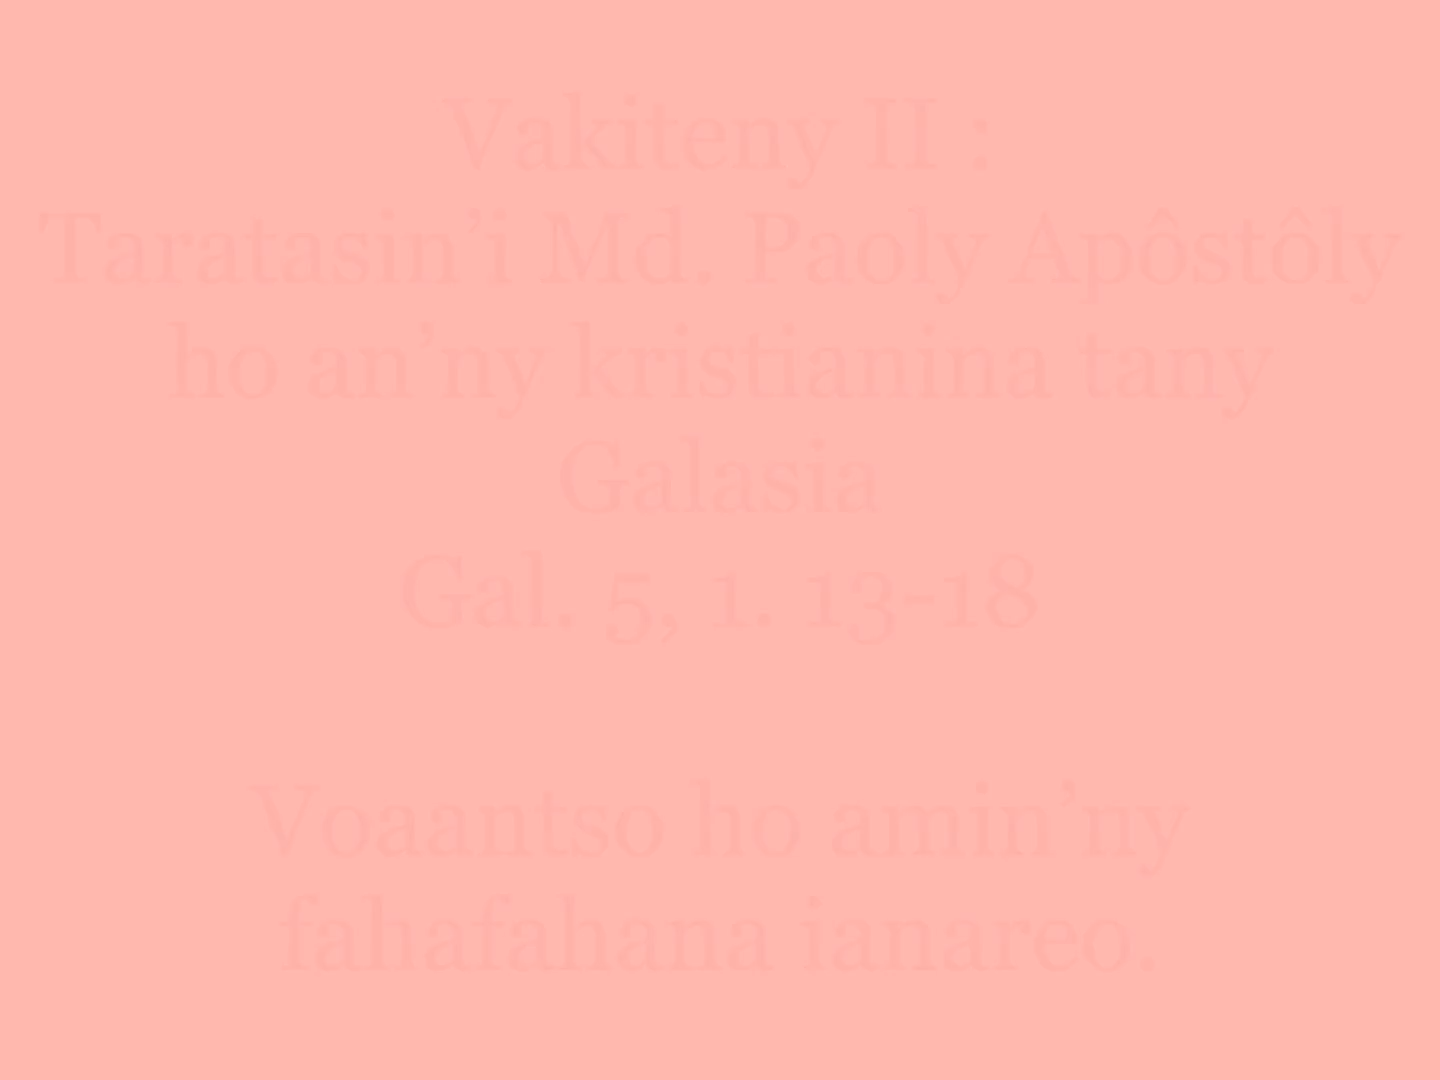 Vakiteny II :
Taratasin’i Md. Paoly Apôstôly
ho an’ny kristianina tany
Galasia
Gal. 5, 1. 13-18
Voaantso ho amin’ny
fahafahana ianareo.